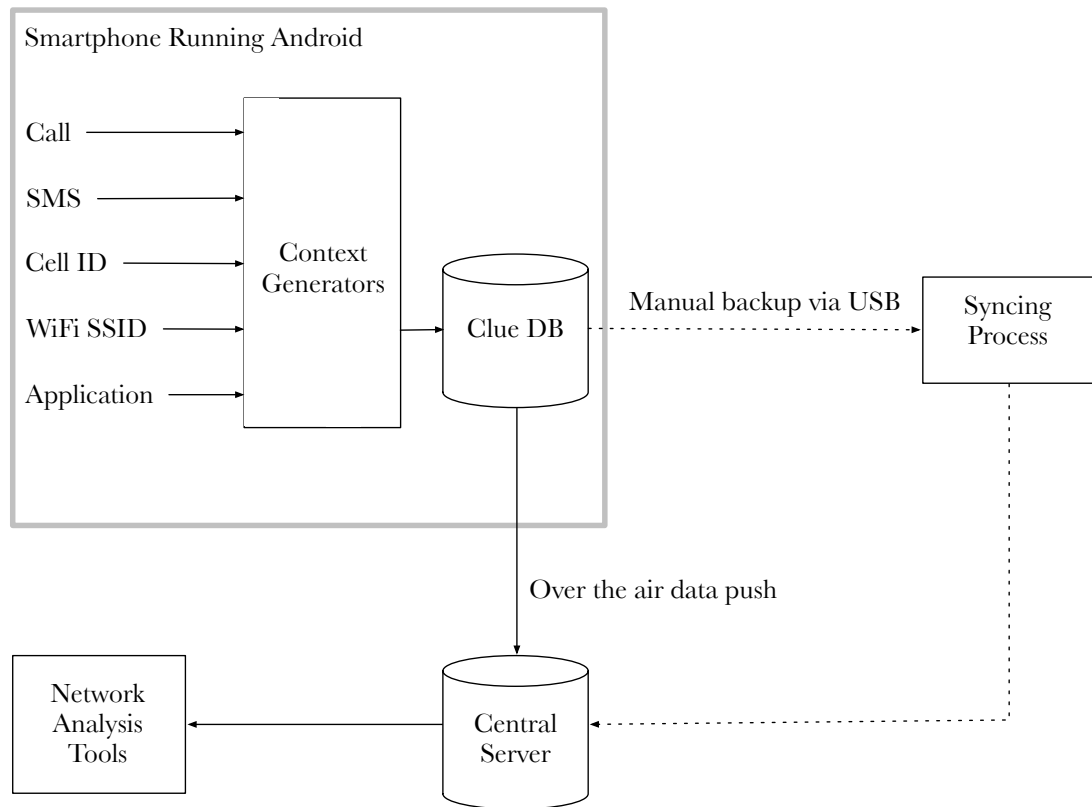 Smartphone Running Android
Call
SMS
Cell ID
WiFi SSID
Application
Context
Generators
Clue DB
Manual backup via USB
Syncing
Process
Over the air data push
Network
Analysis
Tools
Central
Server